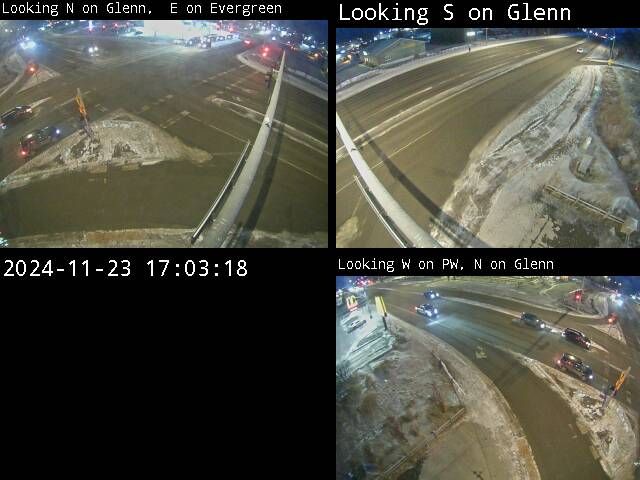 Looking N on Glenn,  E on Evergreen
Looking S on Glenn
2024-11-23 17:03:18
Looking W on PW, N on Glenn